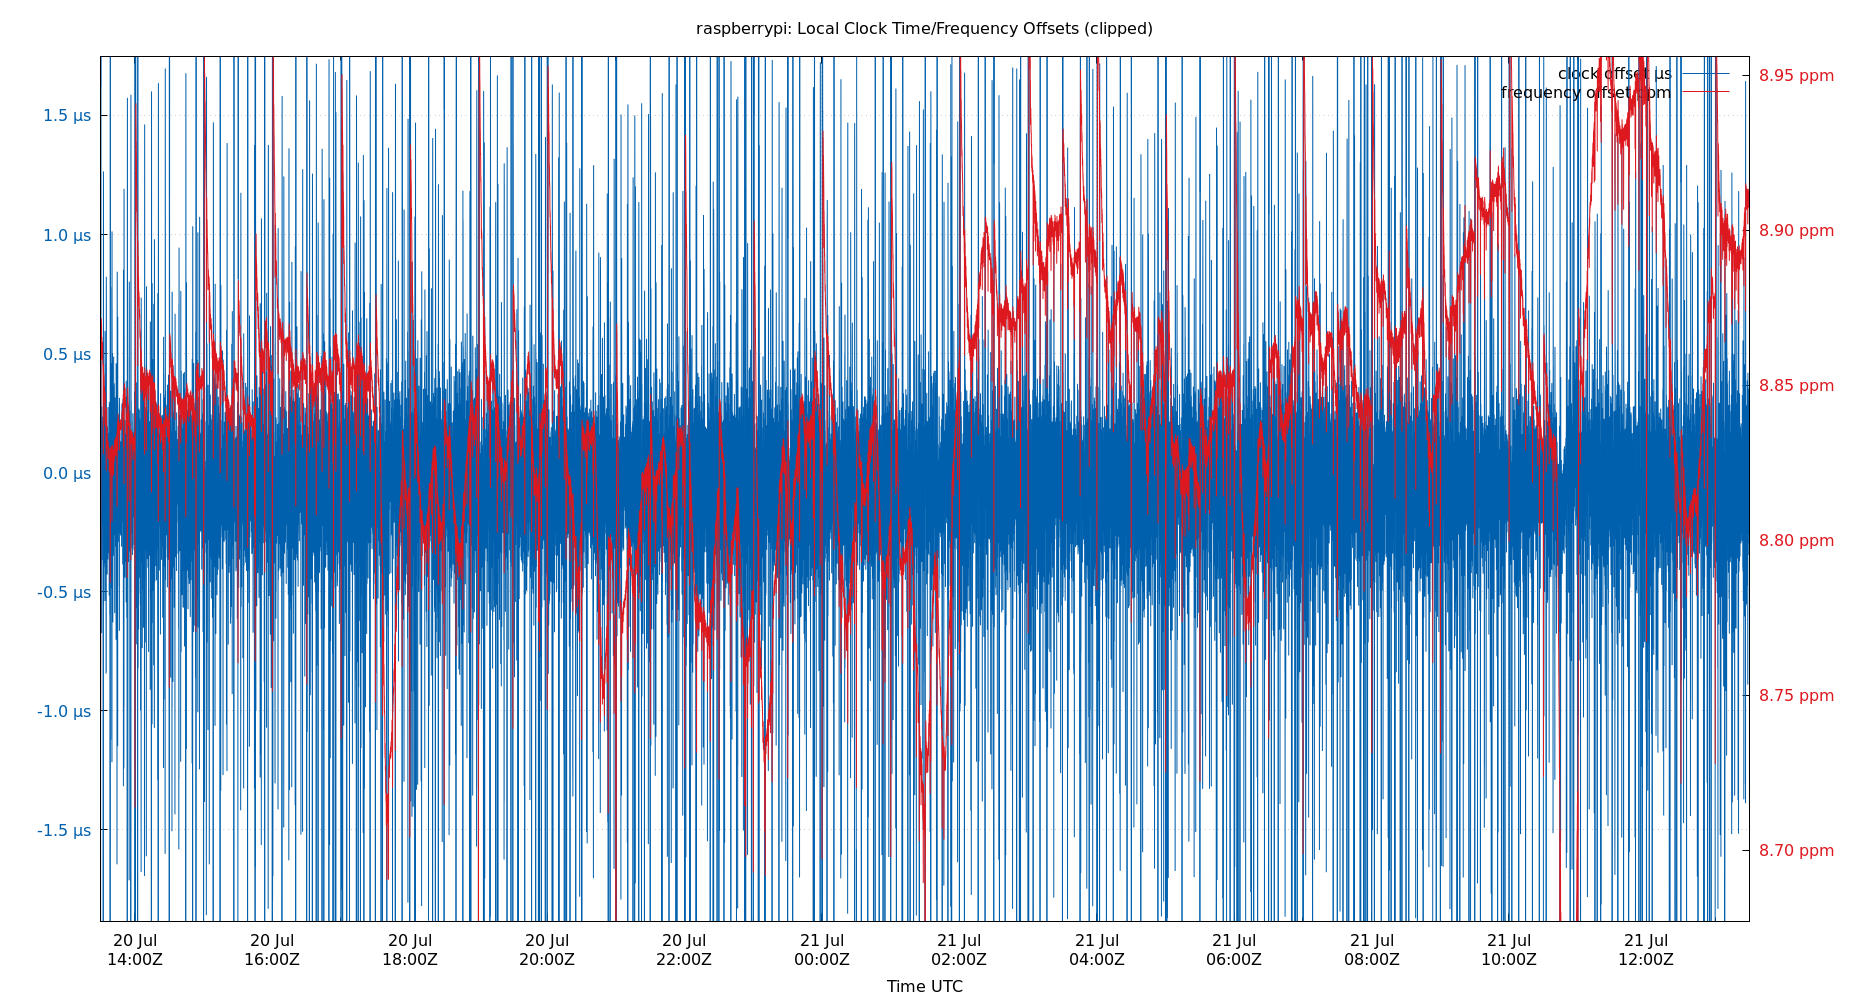 raspberrypi: Local Clock Time/Frequency Offsets (clipped)
clock offset µs
frequency offset ppm
1.5 µs
1.0 µs
0.5 µs
0.0 µs
-0.5 µs
-1.0 µs
-1.5 µs
8.95 ppm
8.90 ppm
8.85 ppm
8.80 ppm
8.75 ppm
8.70 ppm
20 Jul 20 Jul 20 Jul 20 Jul 20 Jul 21 Jul 21 Jul 21 Jul 21 Jul 21 Jul 21 Jul 21 Jul
14:00Z 16:00Z 18:00Z 20:00Z 22:00Z 00:00Z 02:00Z 04:00Z 06:00Z 08:00Z 10:00Z 12:00Z
Time UTC